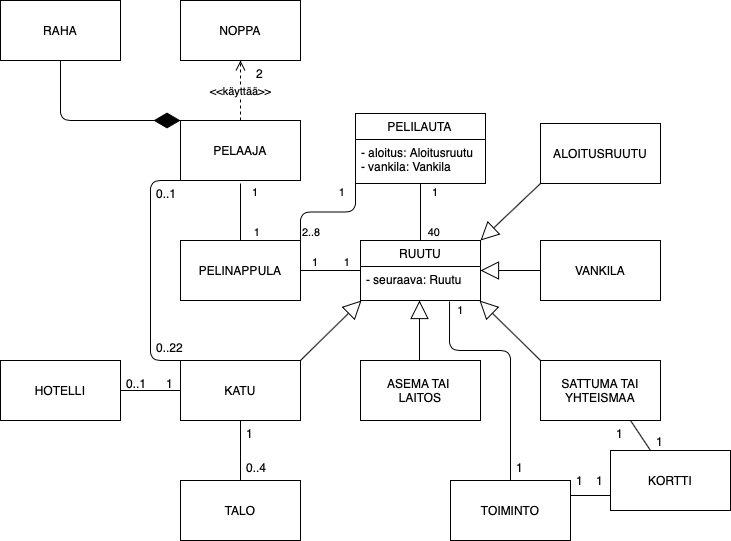 RAHA
NOPPA
2
<<käyttää>>
PELAAJA
PELILAUTA
- aloitus: Aloitusruutu
- vankila: Vankila
ALOITUSRUUTU
0..1
1
1
1
1
2..8
40
PELINAPPULA
1
1
RUUTU
- seuraava: Ruutu
VANKILA
1
0..22
HOTELLI
0..1
1
KATU
ASEMA TAI
LAITOS
SATTUMA TAI
YHTEISMAA
1
0..4
1
1
TALO
1
TOIMINTO
1
1
KORTTI